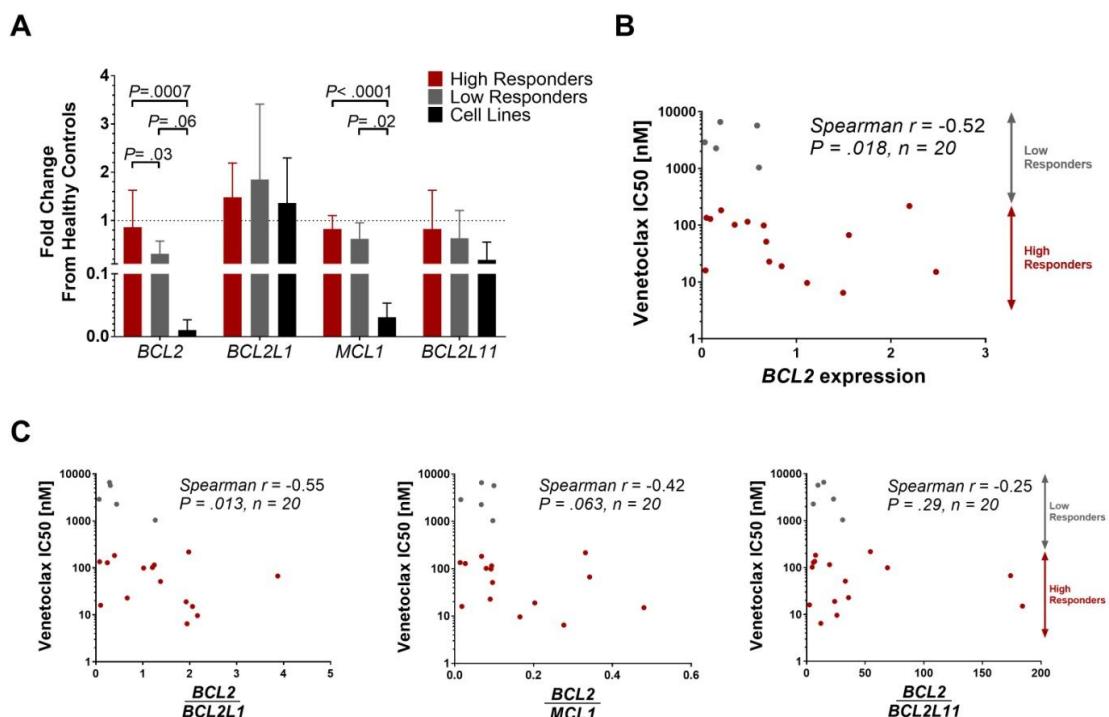 A
High Responders
Low Responders
Cell Lines
P=.0007
P= .06
P= .03
P< .0001
P= .02
Fold Change
From Healthy Controls
4
3
2
1
0.1
0.0
BCL2
BCL2L1
MCL1
BCL2L11
B
Venetoclax IC50 [nM]
10000
1000
100
10
1
Spearman r = -0.52
P = .018, n = 20
Low
Responders
High
Responders
0
1
2
3
BCL2 expression
C
Venetoclax IC50 [nM]
10000
1000
100
10
1
Spearman r = -0.55
P = .013, n = 20
0
1
2
3
4
5
BCL2
BCL2L1
Venetoclax IC50 [nM]
10000
1000
100
10
1
Spearman r = -0.42
P = .063, n = 20
0.0
0.2
0.4
0.6
BCL2
MCL1
Venetoclax IC50 [nM]
10000
1000
100
10
1
Spearman r = -0.25
P = .29, n = 20
Low
Responders
High
Responders
0
50
100
150
200
BCL2
BCL2L11